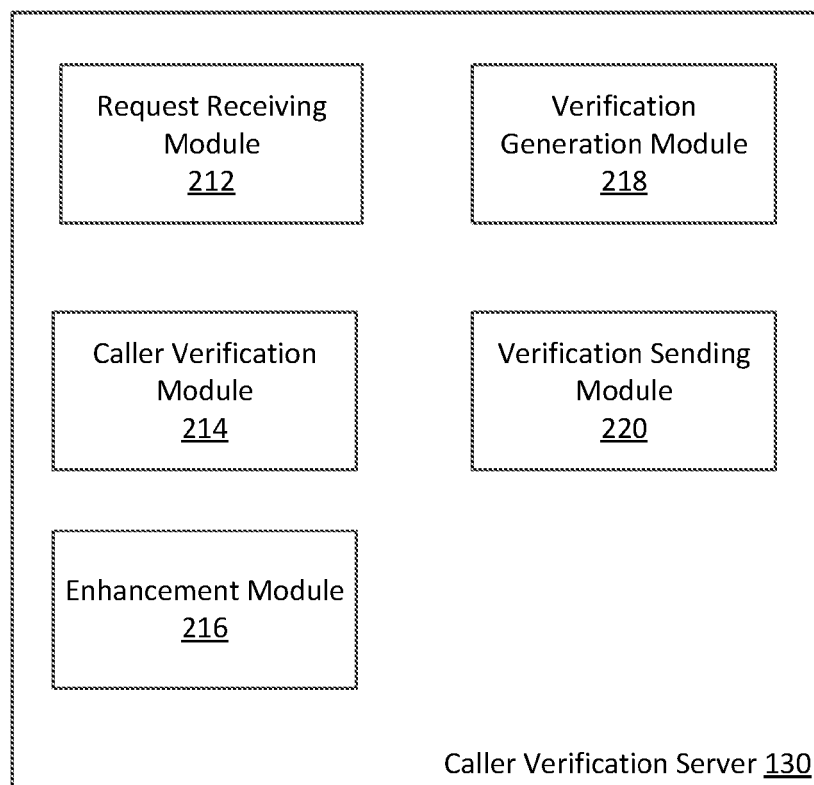 Request Receiving
Module
212
Verification
Generation Module
218
Caller Verification
Module
214
Verification Sending
Module
220
Enhancement Module
216
Caller Verification Server 130